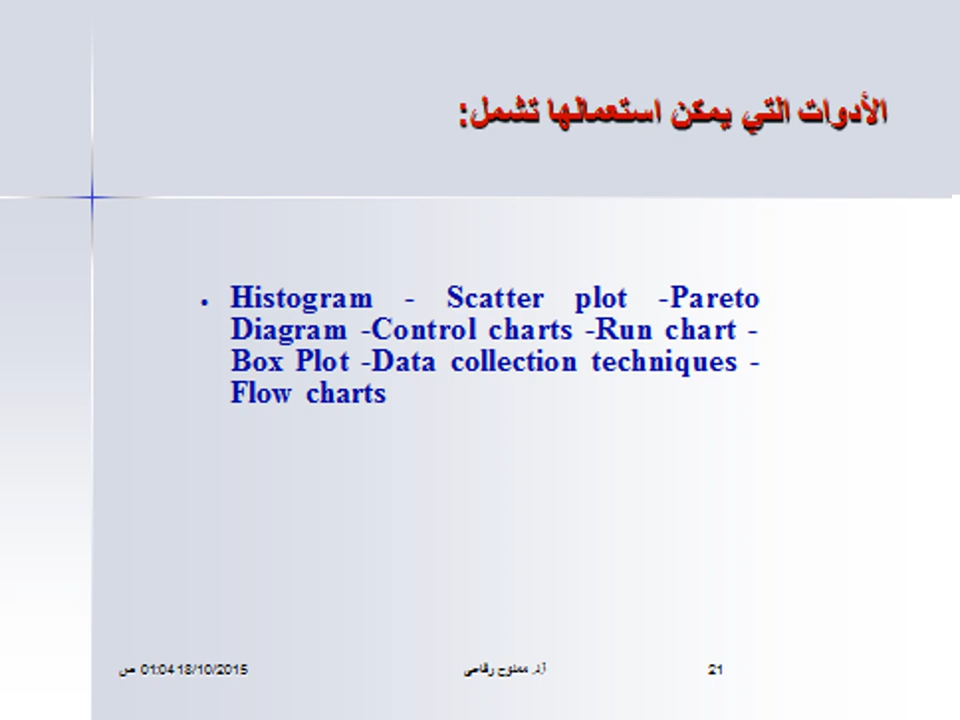 الأدوات التي يمكن استعمالها تشمل:
• Histogram - Scatter plot -Pareto
Diagram -Control charts -Run chart -
Box Plot -Data collection techniques -
Flow charts
18/10/2015 01:04 ص
أ.د. ممدوح رفاعي
21